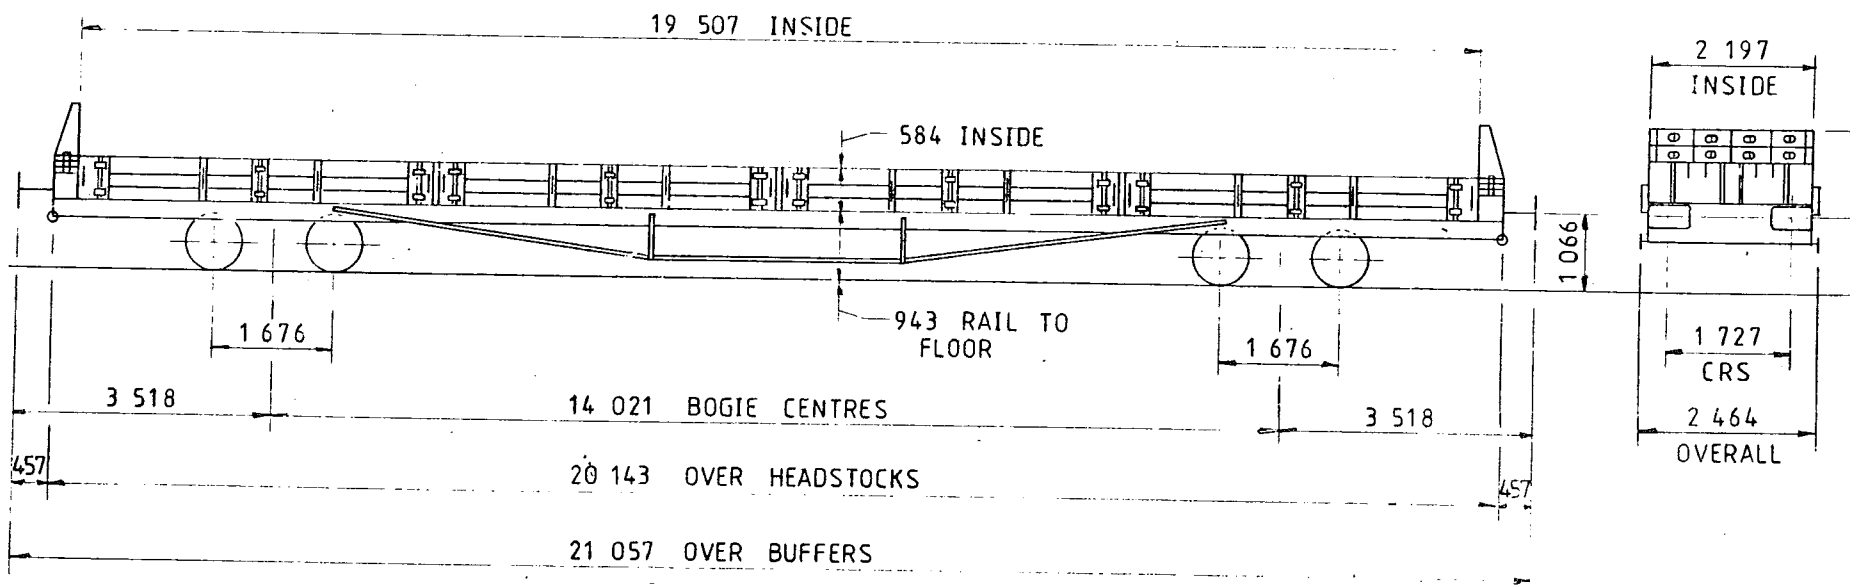 19 507 INSIDE
2 197
INSIDE
584 INSIDE
1066
943 RAIL TO
FLOOR
1 676
1 676
1 727
CRS
3 518
14 021 BOGIE CENTRES
3 518
2 464
OVERALL
457
20 143 OVER HEADSTOCKS
457
21 057 OVER BUFFERS